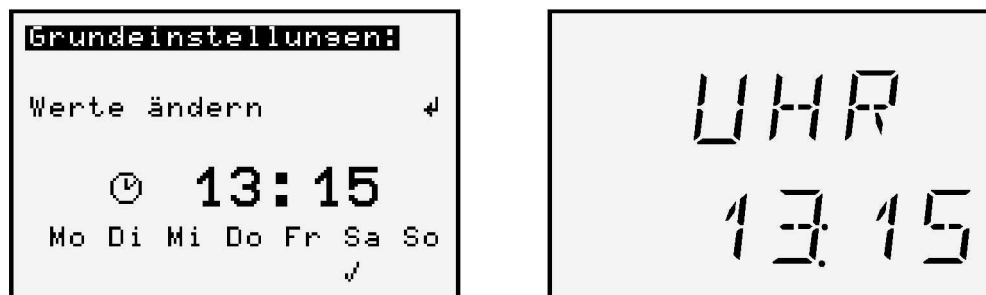 Grundeinstellungen:
Werte ändern ↲
13:15
Mo Di Mi Do Fr Sa So
✓
UHR
13:15